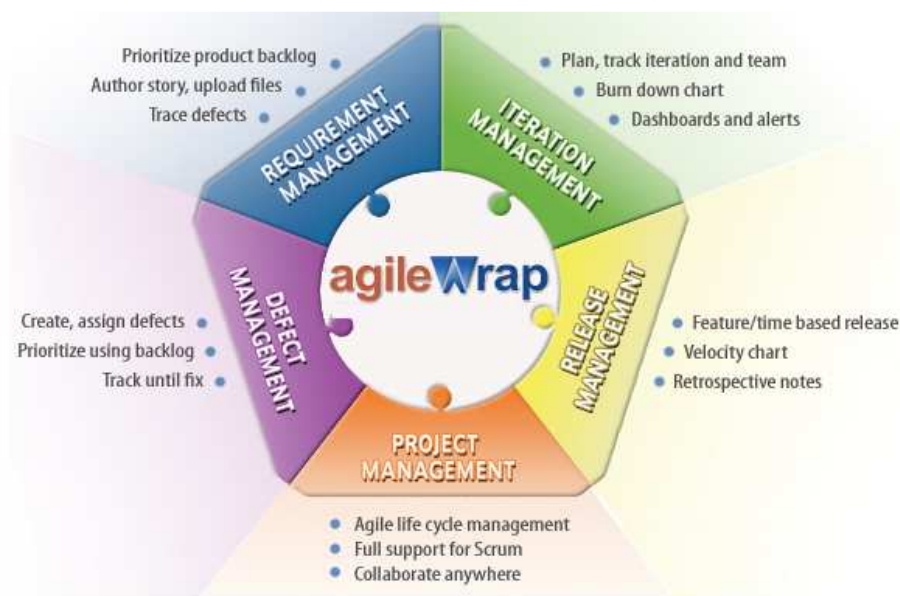 Prioritize product backlog
Author story, upload files
Trace defects
REQUIREMENT
MANAGEMENT
Plan, track iteration and team
Burn down chart
Dashboards and alerts
ITERATION
MANAGEMENT
agileWrap
Create, assign defects
Prioritize using backlog
Track until fix
DEFECT
MANAGEMENT
RELEASE
MANAGEMENT
Feature/time based release
Velocity chart
Retrospective notes
PROJECT
MANAGEMENT
Agile life cycle management
Full support for Scrum
Collaborate anywhere